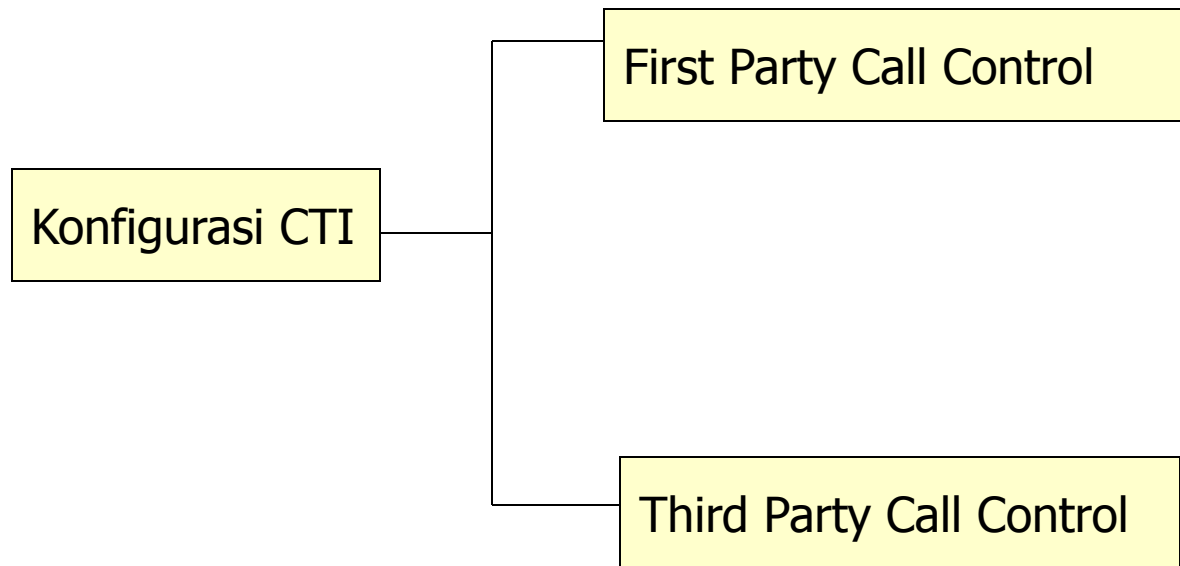 First Party Call Control
Konfigurasi CTI
Third Party Call Control